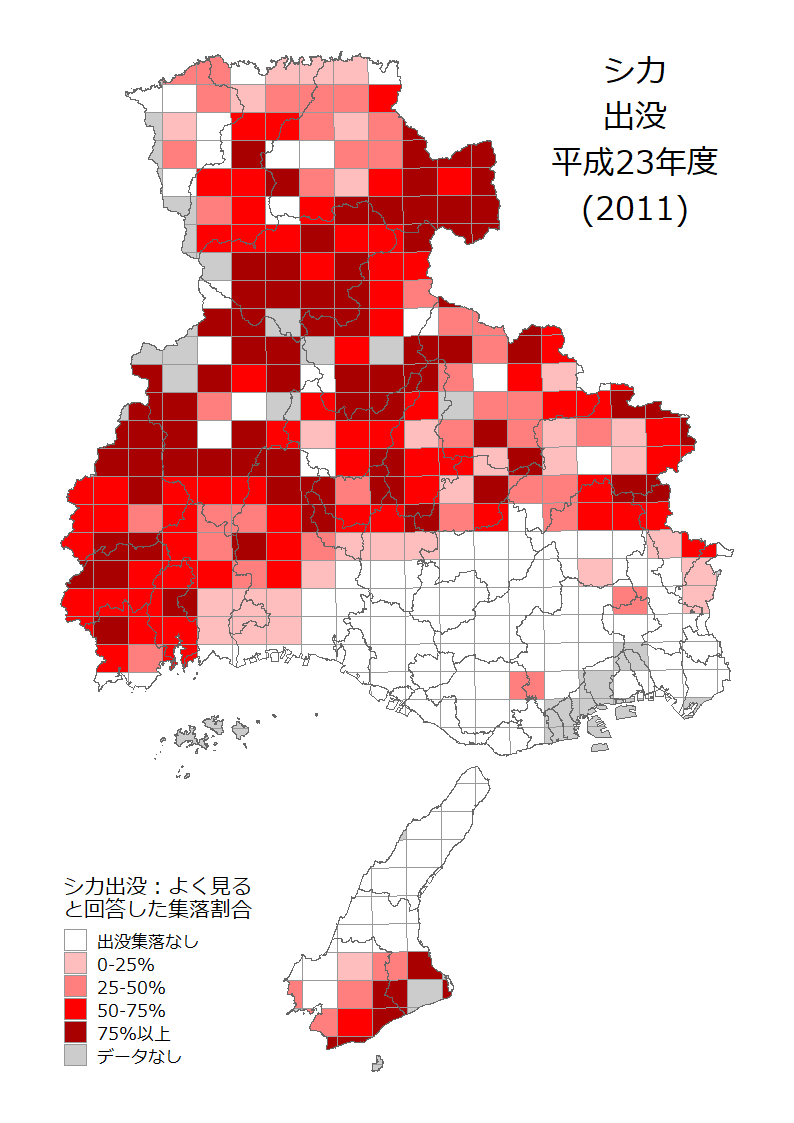 シカ
出没
平成23年度
(2011)
シカ出没：よく見る
と回答した集落割合
出没集落なし
0-25%
25-50%
50-75%
75%以上
データなし